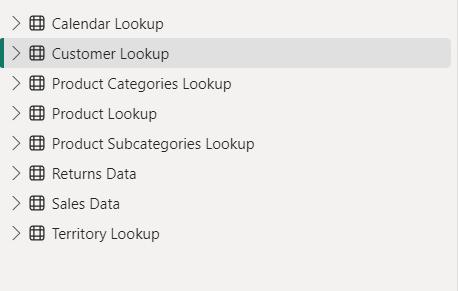 Calendar Lookup
Customer Lookup
Product Categories Lookup
Product Lookup
Product Subcategories Lookup
Returns Data
Sales Data
Territory Lookup